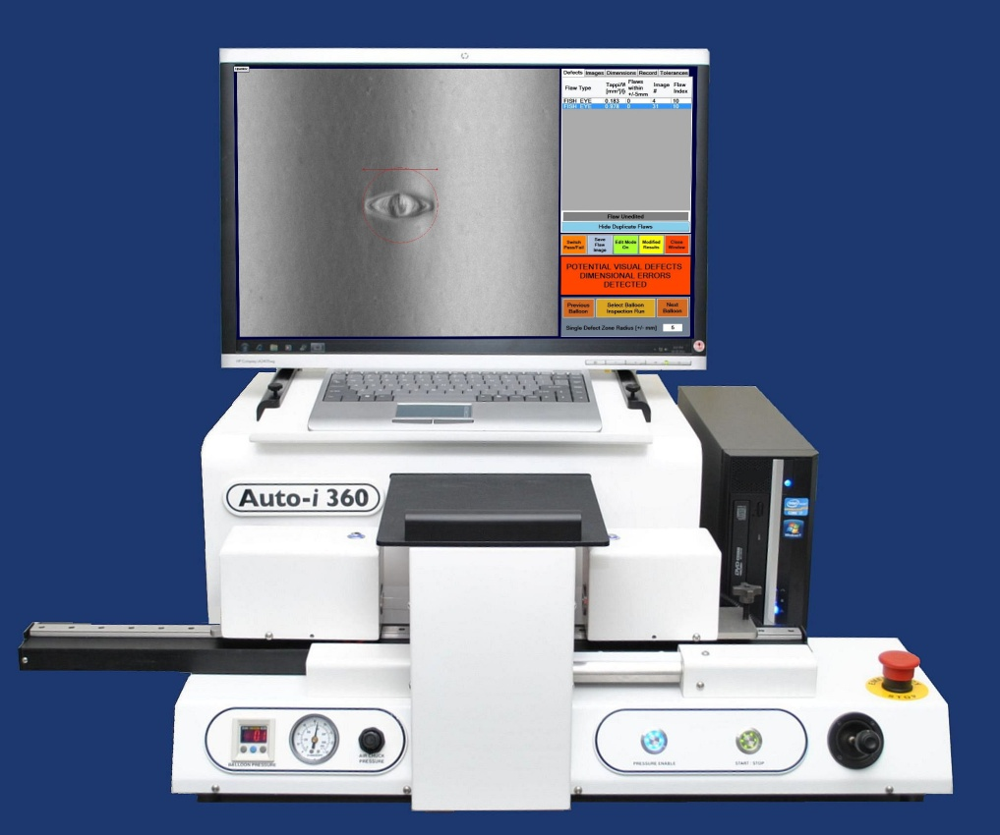 Defects Images Dimensions Record Tolerances
Flaw Type Tappi/# [mm²]/() Flaws within +/-5mm Image # Flaw Index
FISH EYE 0.183 0 4 10
FISH EYE 0.078 0 31 10
Flaw Unedited
Hide Duplicate Flaws
Switch Pass/Fail Save Flaw Image Edit Mode On Modified Results Close Window
POTENTIAL VISUAL DEFECTS
DIMENSIONAL ERRORS
DETECTED
Previous Balloon Select Balloon Inspection Run Next Balloon
Single Defect Zone Radius [+/- mm] 5
Auto-i 360
intel
DVD
STOP
BALLOON PRESSURE
AIR CHUCK
PRESSURE
PRESSURE ENABLE
START / STOP